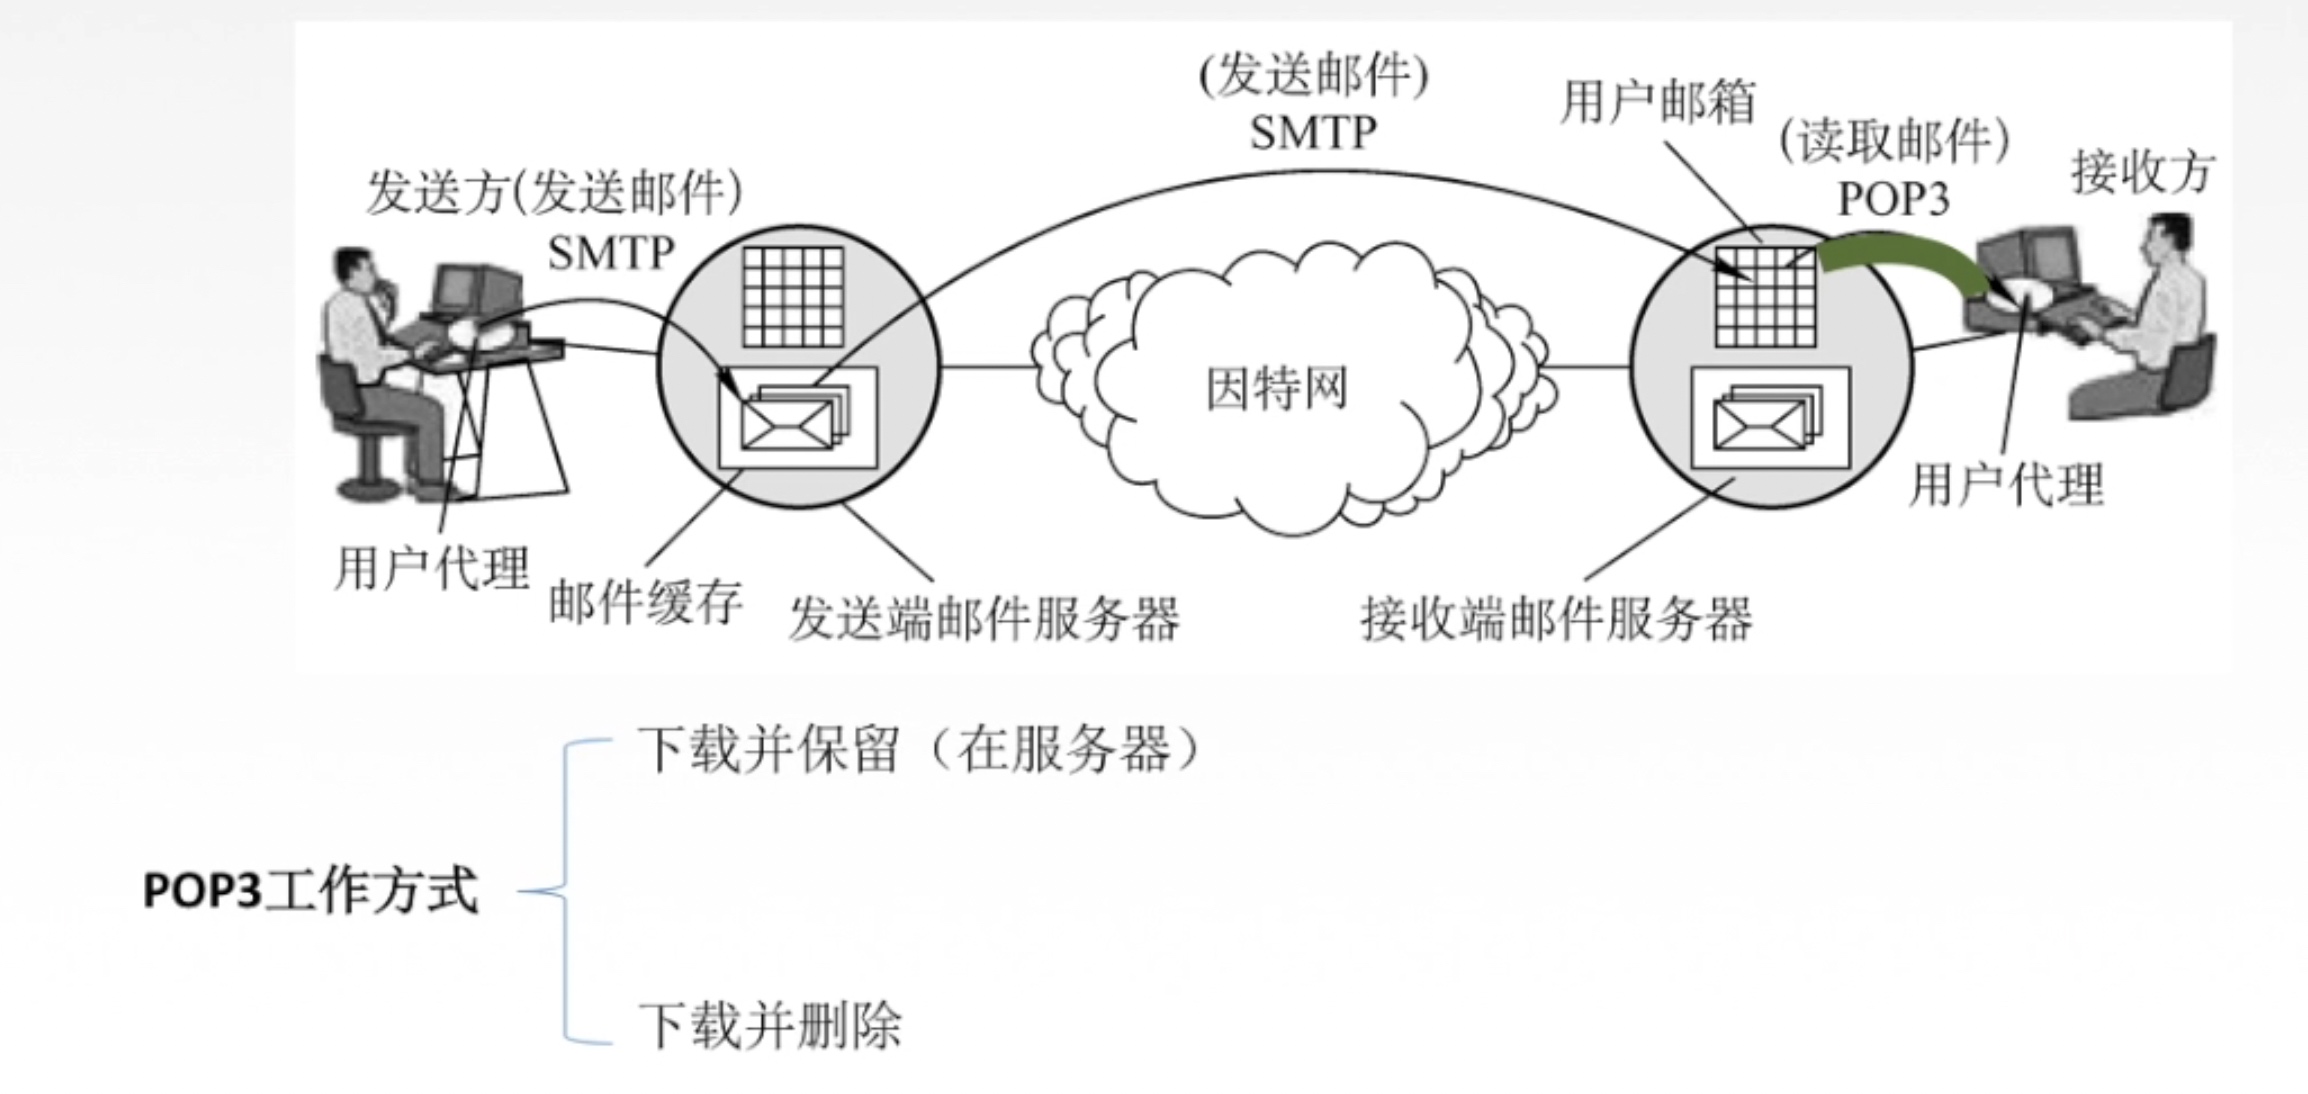 (发送邮件)
SMTP
用户邮箱
(读取邮件)
POP3
接收方
发送方(发送邮件)
SMTP
因特网
用户代理
用户代理
邮件缓存
发送端邮件服务器
接收端邮件服务器
下载并保留（在服务器）
POP3工作方式
下载并删除